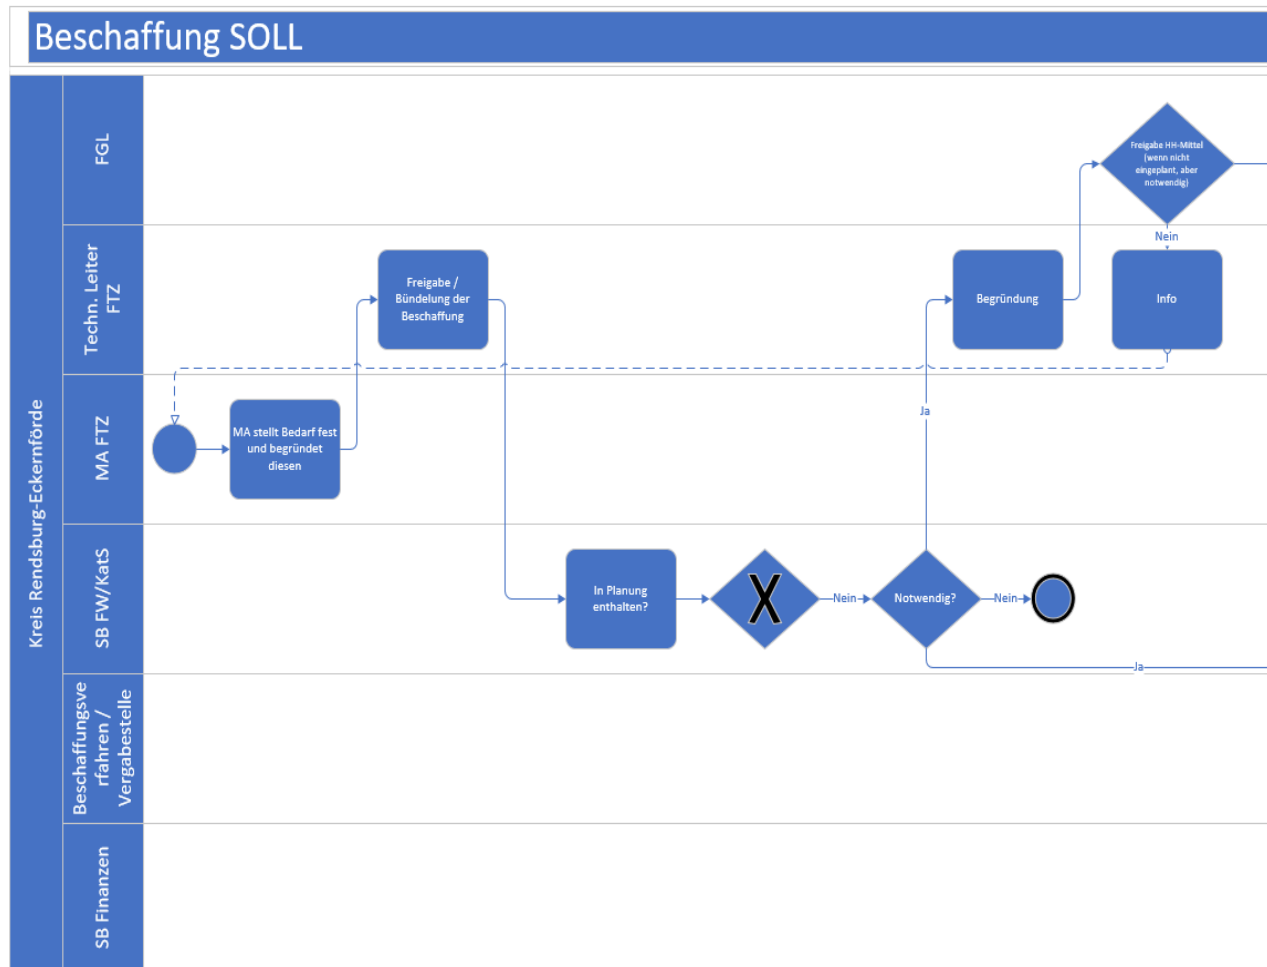 Beschaffung SOLL
Kreis Rendsburg-Eckernförde
FGL
Freigabe HH-Mittel
(wenn nicht
eingeplant, aber
notwendig)
Nein
Techn. Leiter
FTZ
Freigabe /
Bündelung der
Beschaffung
Begründung
Info
MA FTZ
MA stellt Bedarf fest
und begründet
diesen
Ja
SB FW/KatS
In Planung
enthalten?
X
Nein
Notwendig?
Nein
Ja
Beschaffungsve
rfahren /
Vergabestelle
SB Finanzen